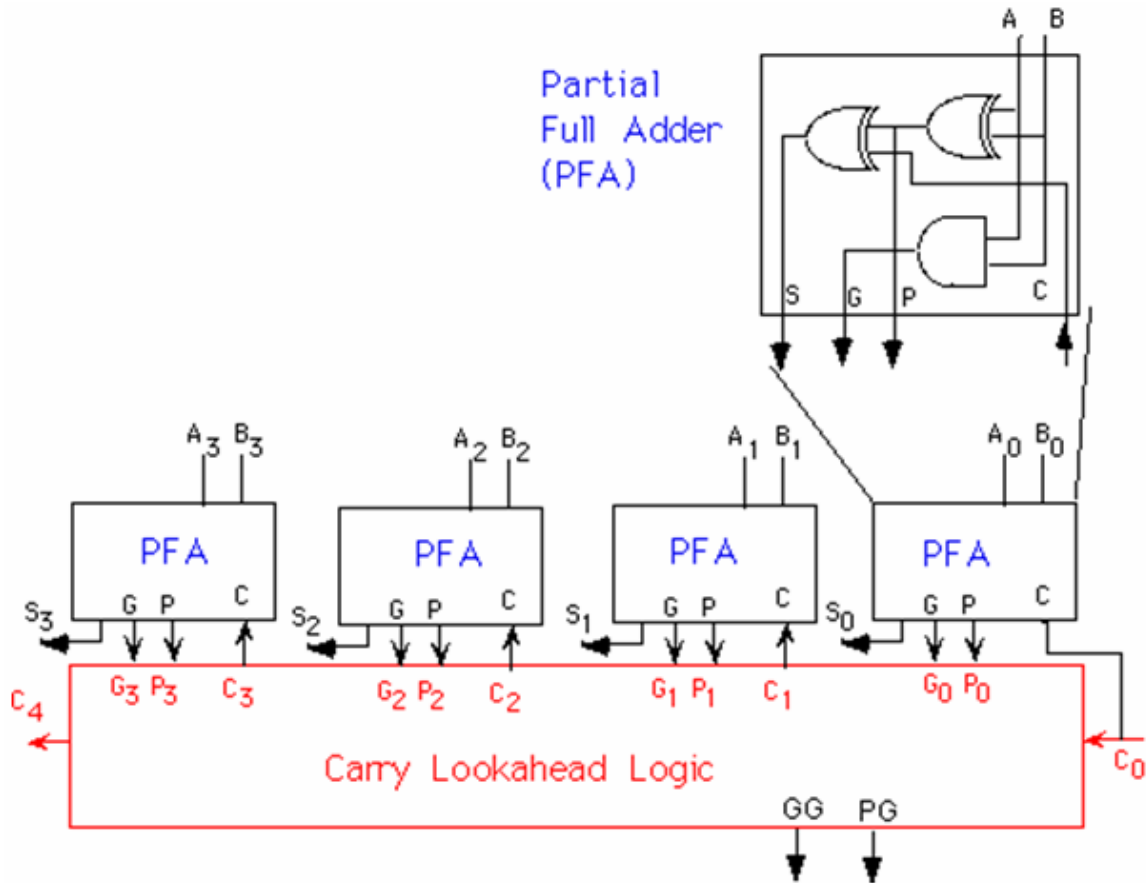 A B
Partial
Full Adder
(PFA)
S G P C
A3 B3 A2 B2 A1 B1 A0 B0
PFA PFA PFA PFA
G P C G P C G P C G P C
S3 S2 S1 S0
G3 P3 C3 G2 P2 C2 G1 P1 C1 G0 P0
C4 C0
Carry Lookahead Logic
GG PG